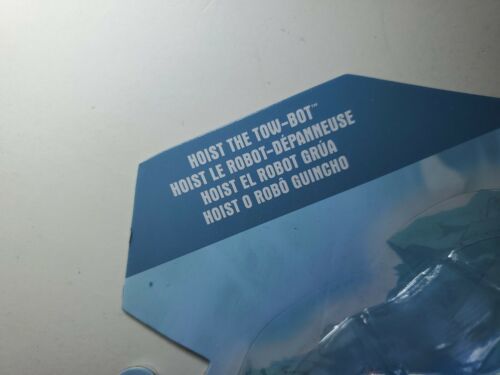 HOIST THE TOW-BOT™
HOIST LE ROBOT-DÉPANNEUSE
HOIST EL ROBOT GRÚA
HOIST O ROBÔ GUINCHO